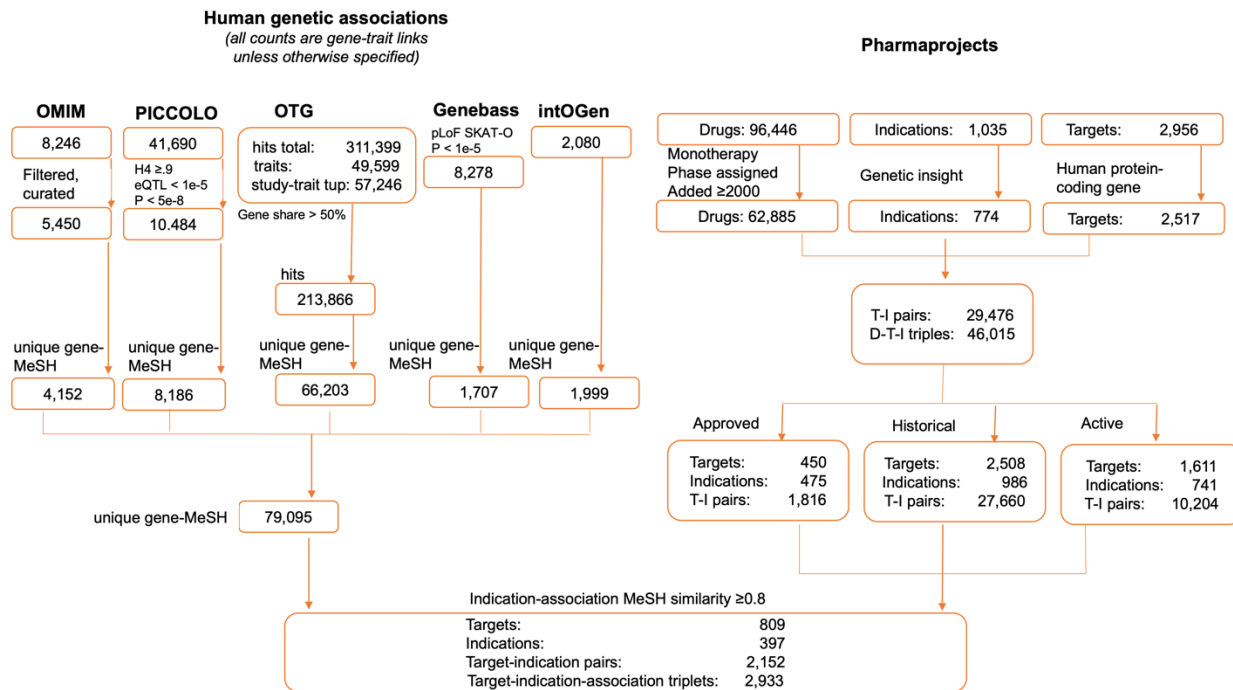 Human genetic associations
(all counts are gene-trait links
unless otherwise specified)
Pharmaprojects
OMIM
8,246
Filtered,
curated
5,450
unique gene-
MeSH
4,152
PICCOLO
41,690
H4 ≥.9
eQTL < 1e-5
P < 5e-8
10.484
unique gene-
MeSH
8,186
OTG
hits total: 311,399
traits: 49,599
study-trait tup: 57,246
Gene share > 50%
hits
213,866
unique gene-
MeSH
66,203
Genebass
pLoF SKAT-O
P < 1e-5
8,278
unique gene-
MeSH
1,707
intOGen
2,080
unique gene-
MeSH
1,999
unique gene-MeSH 79,095
Drugs: 96,446
Monotherapy
Phase assigned
Added ≥2000
Drugs: 62,885
Indications: 1,035
Genetic insight
Indications: 774
Targets: 2,956
Human protein-
coding gene
Targets: 2,517
T-I pairs: 29,476
D-T-I triples: 46,015
Approved
Targets: 450
Indications: 475
T-I pairs: 1,816
Historical
Targets: 2,508
Indications: 986
T-I pairs: 27,660
Active
Targets: 1,611
Indications: 741
T-I pairs: 10,204
Indication-association MeSH similarity ≥0.8
Targets: 809
Indications: 397
Target-indication pairs: 2,152
Target-indication-association triplets: 2,933